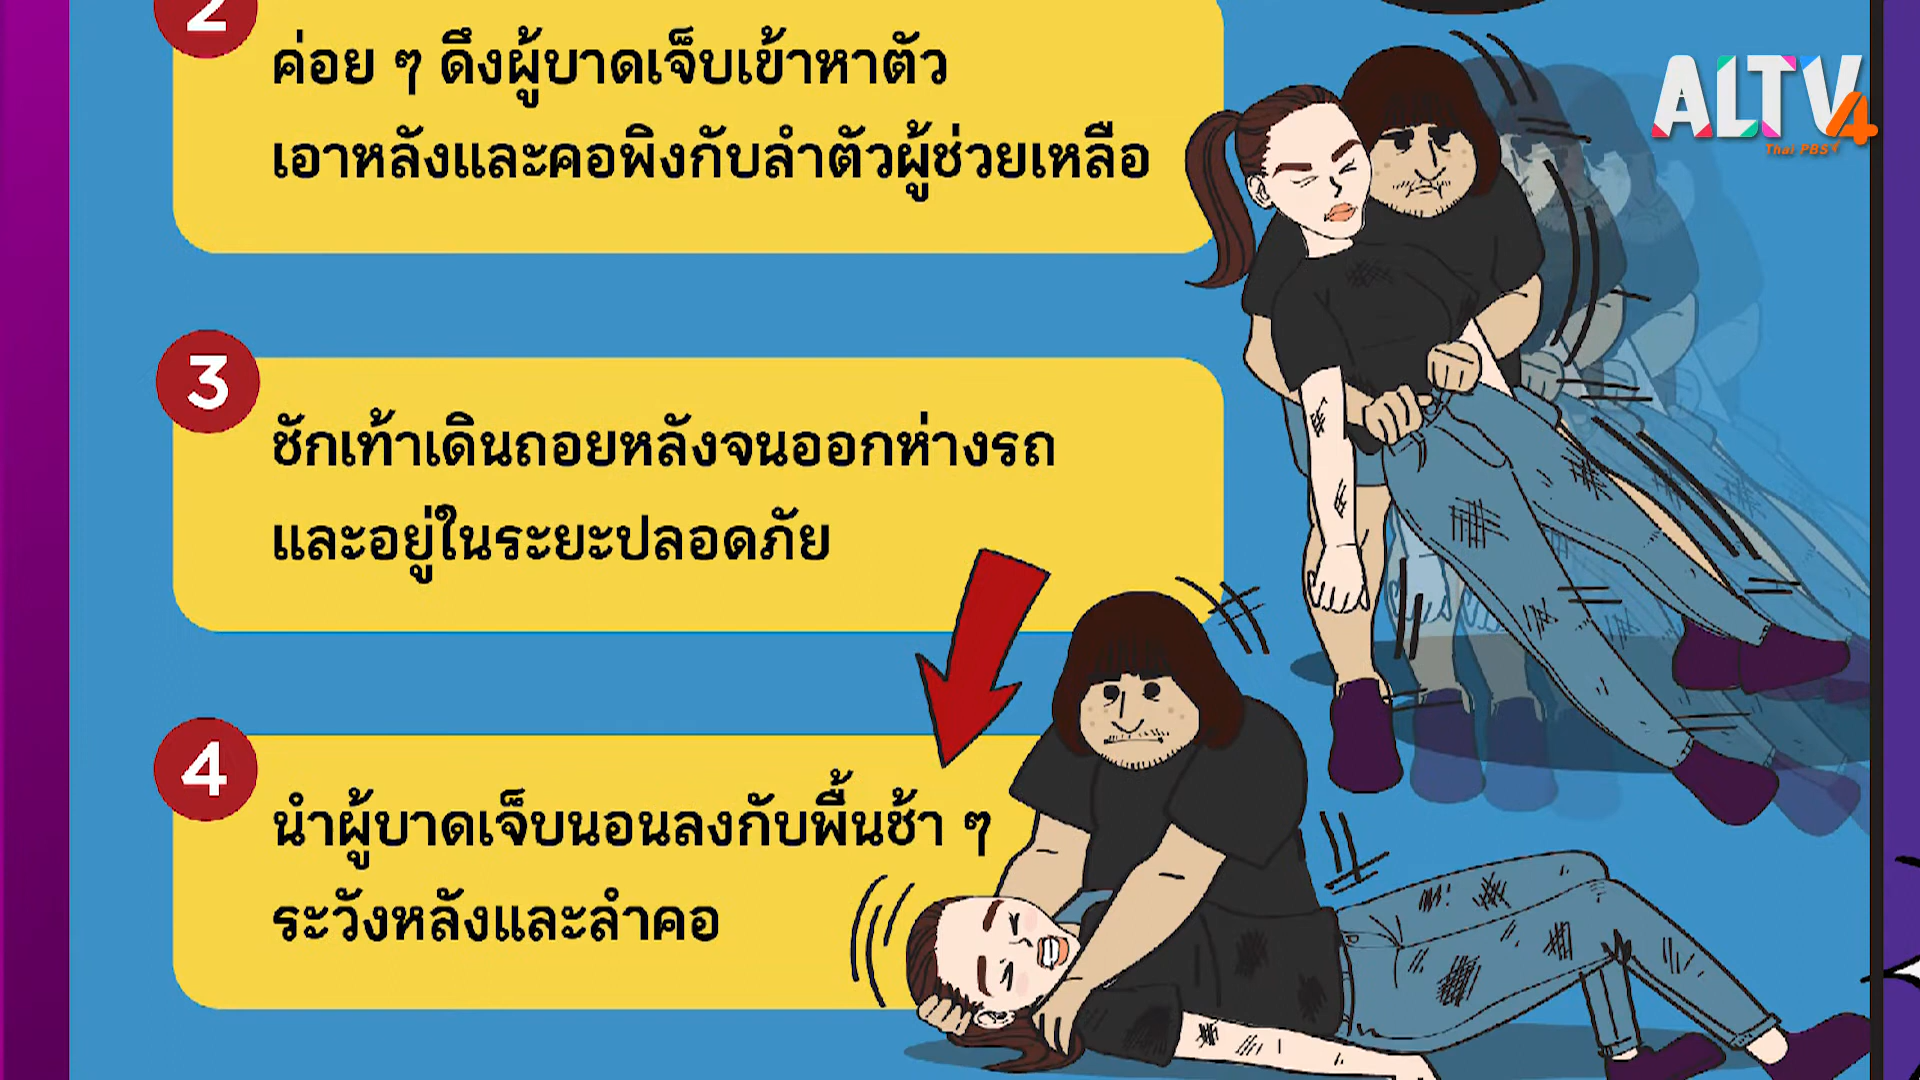 2
ค่อย ๆ ดึงผู้บาดเจ็บเข้าหาตัว
เอาหลังและคอพิงกับลำตัวผู้ช่วยเหลือ
3
ชักเท้าเดินถอยหลังจนออกห่างรถ
และอยู่ในระยะปลอดภัย
4
นำผู้บาดเจ็บนอนลงกับพื้นช้า ๆ
ระวังหลังและลำคอ
ALTV4
Thai PBS